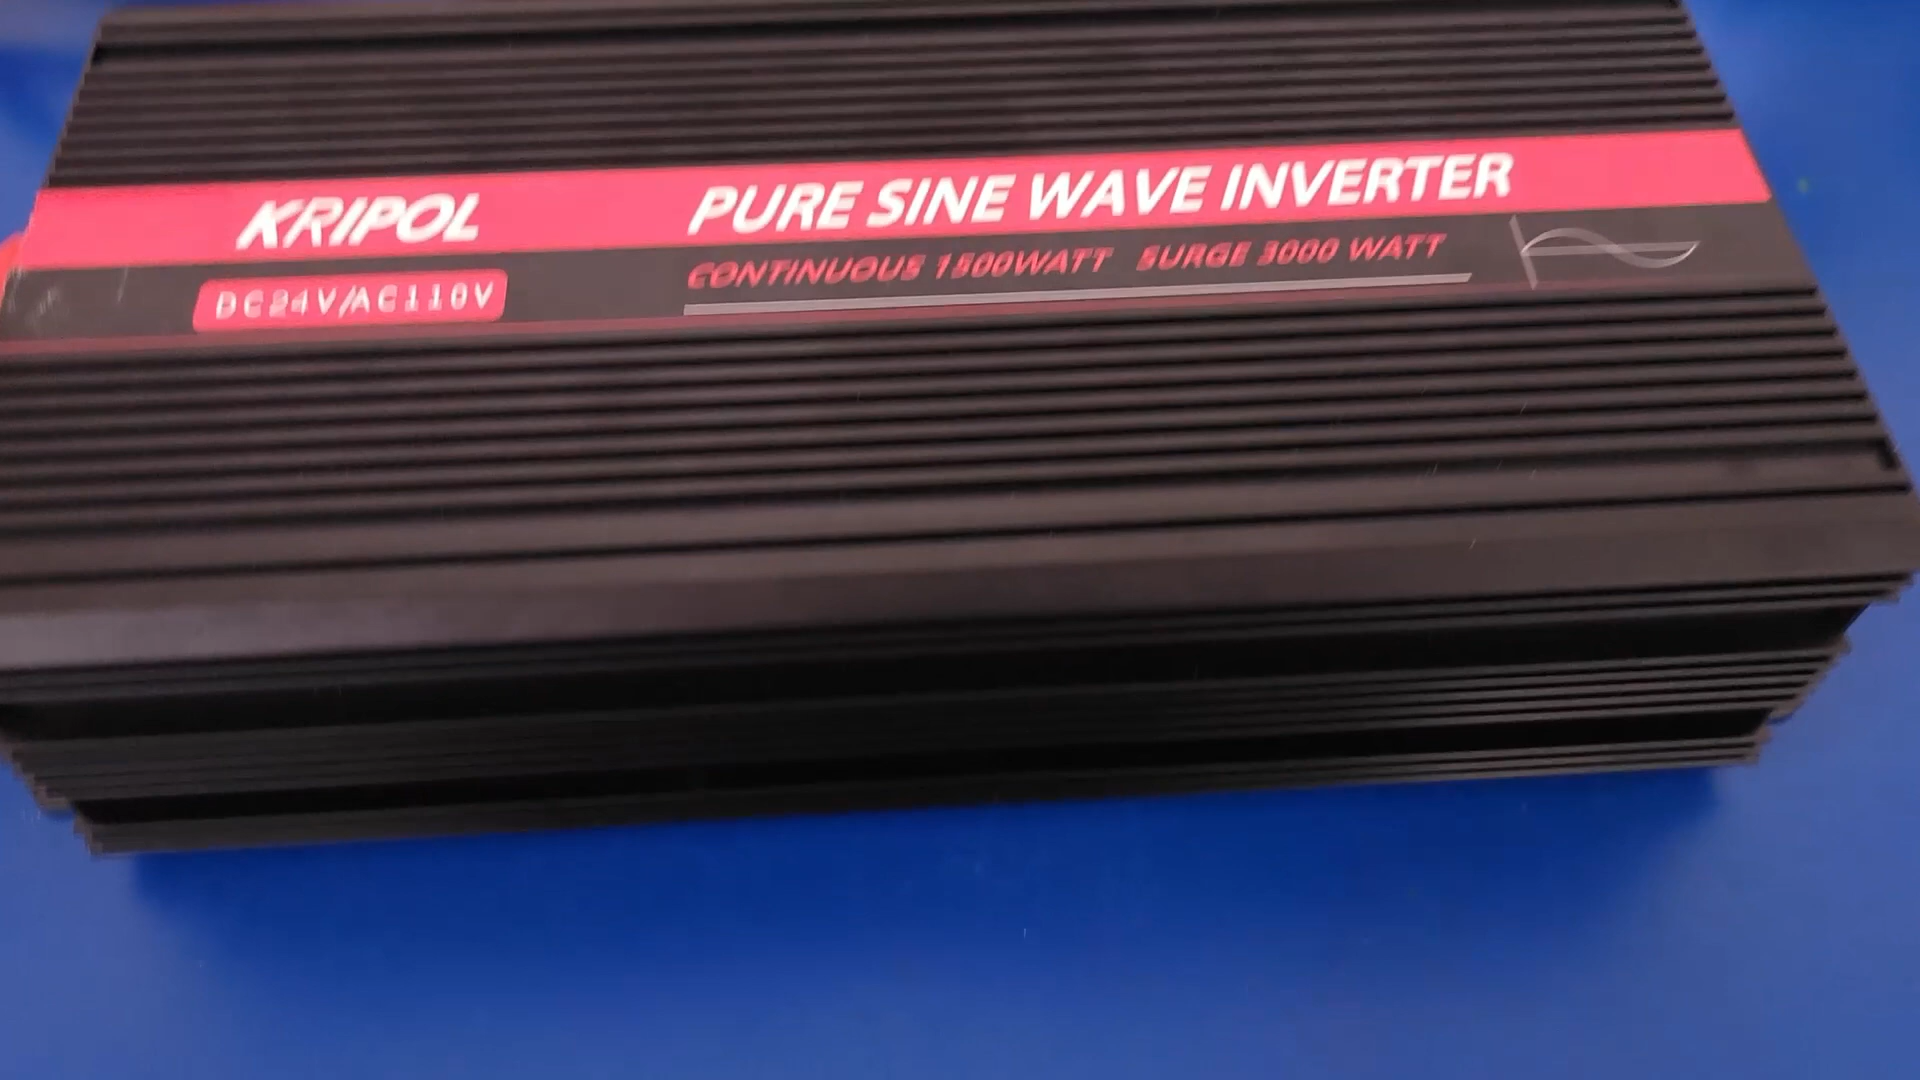 KRIPOL
PURE SINE WAVE INVERTER
CONTINUOUS 1500WATT SURGE 3000 WATT
DC24V/AC110V